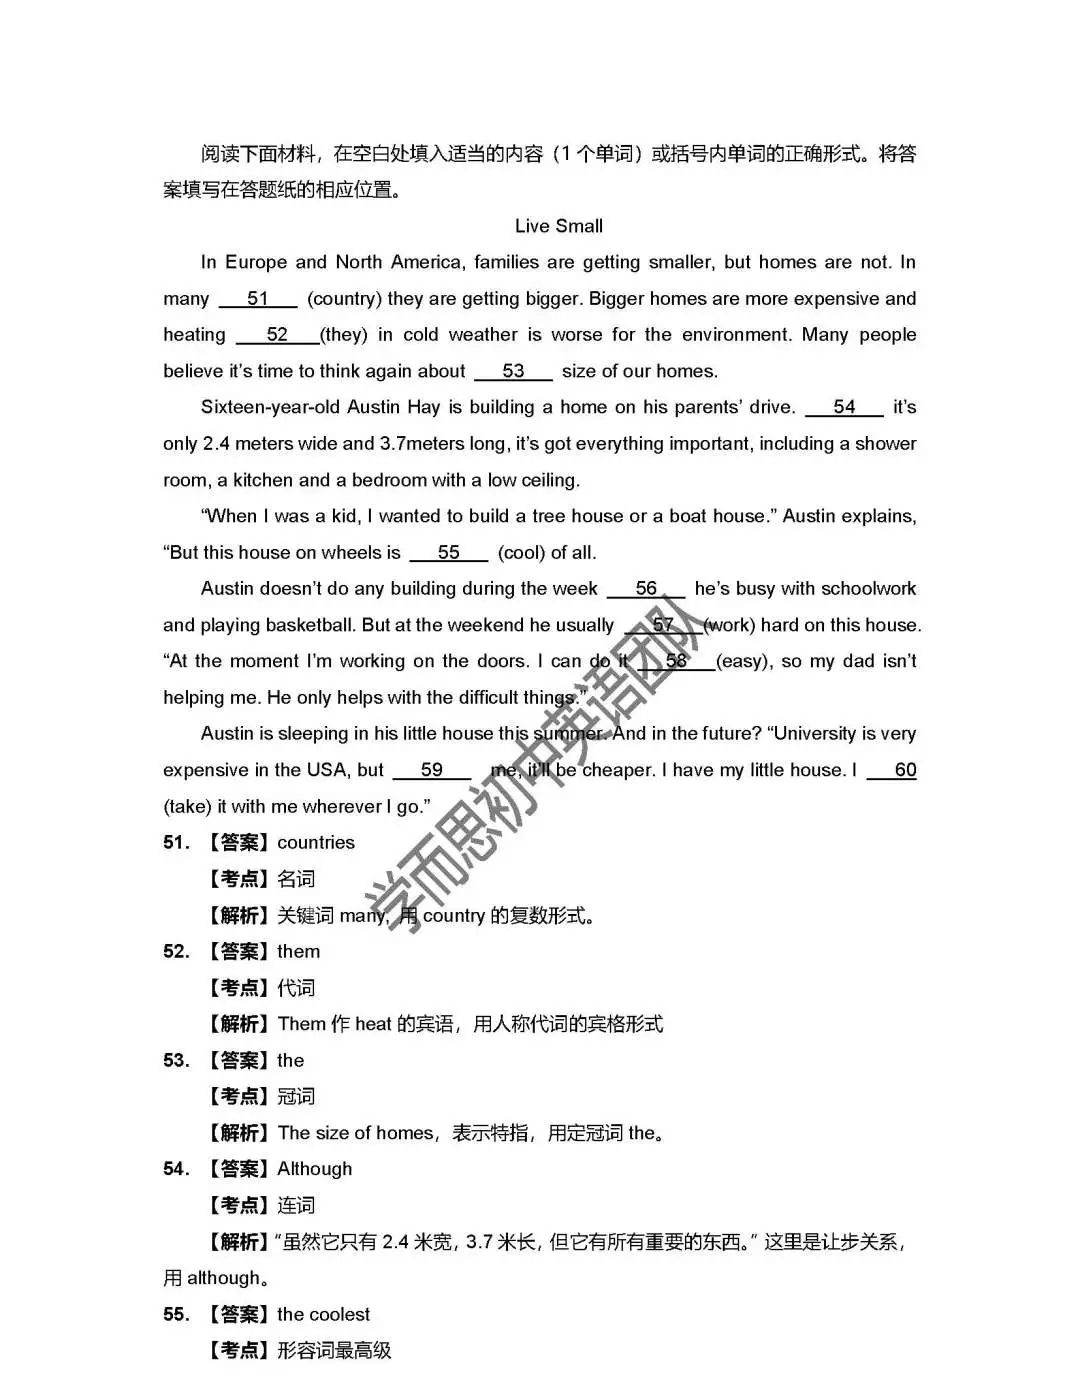 阅读下面材料，在空白处填入适当的内容（1 个单词）或括号内单词的正确形式。将答
案填写在答题纸的相应位置。
Live Small
In Europe and North America, families are getting smaller, but homes are not. In
many 51 (country) they are getting bigger. Bigger homes are more expensive and
heating 52 (they) in cold weather is worse for the environment. Many people
believe it’s time to think again about 53 size of our homes.
Sixteen-year-old Austin Hay is building a home on his parents’ drive. 54 it’s
only 2.4 meters wide and 3.7meters long, it’s got everything important, including a shower
room, a kitchen and a bedroom with a low ceiling.
“When I was a kid, I wanted to build a tree house or a boat house.” Austin explains,
“But this house on wheels is 55 (cool) of all.
Austin doesn’t do any building during the week 56 he’s busy with schoolwork
and playing basketball. But at the weekend he usually 57 (work) hard on this house.
“At the moment I’m working on the doors. I can do it 58 (easy), so my dad isn’t
helping me. He only helps with the difficult things.”
Austin is sleeping in his little house this summer. And in the future? “University is very
expensive in the USA, but 59 me, it’ll be cheaper. I have my little house. I 60
(take) it with me wherever I go.”
51. 【答案】countries
【考点】名词
【解析】关键词 many, 用 country 的复数形式。
52. 【答案】them
【考点】代词
【解析】Them 作 heat 的宾语，用人称代词的宾格形式
53. 【答案】the
【考点】冠词
【解析】The size of homes，表示特指，用定冠词 the。
54. 【答案】Although
【考点】连词
【解析】“虽然它只有 2.4 米宽，3.7 米长，但它有所有重要的东西。” 这里是让步关系，
用 although。
55. 【答案】the coolest
【考点】形容词最高级
学而思初中英语团队